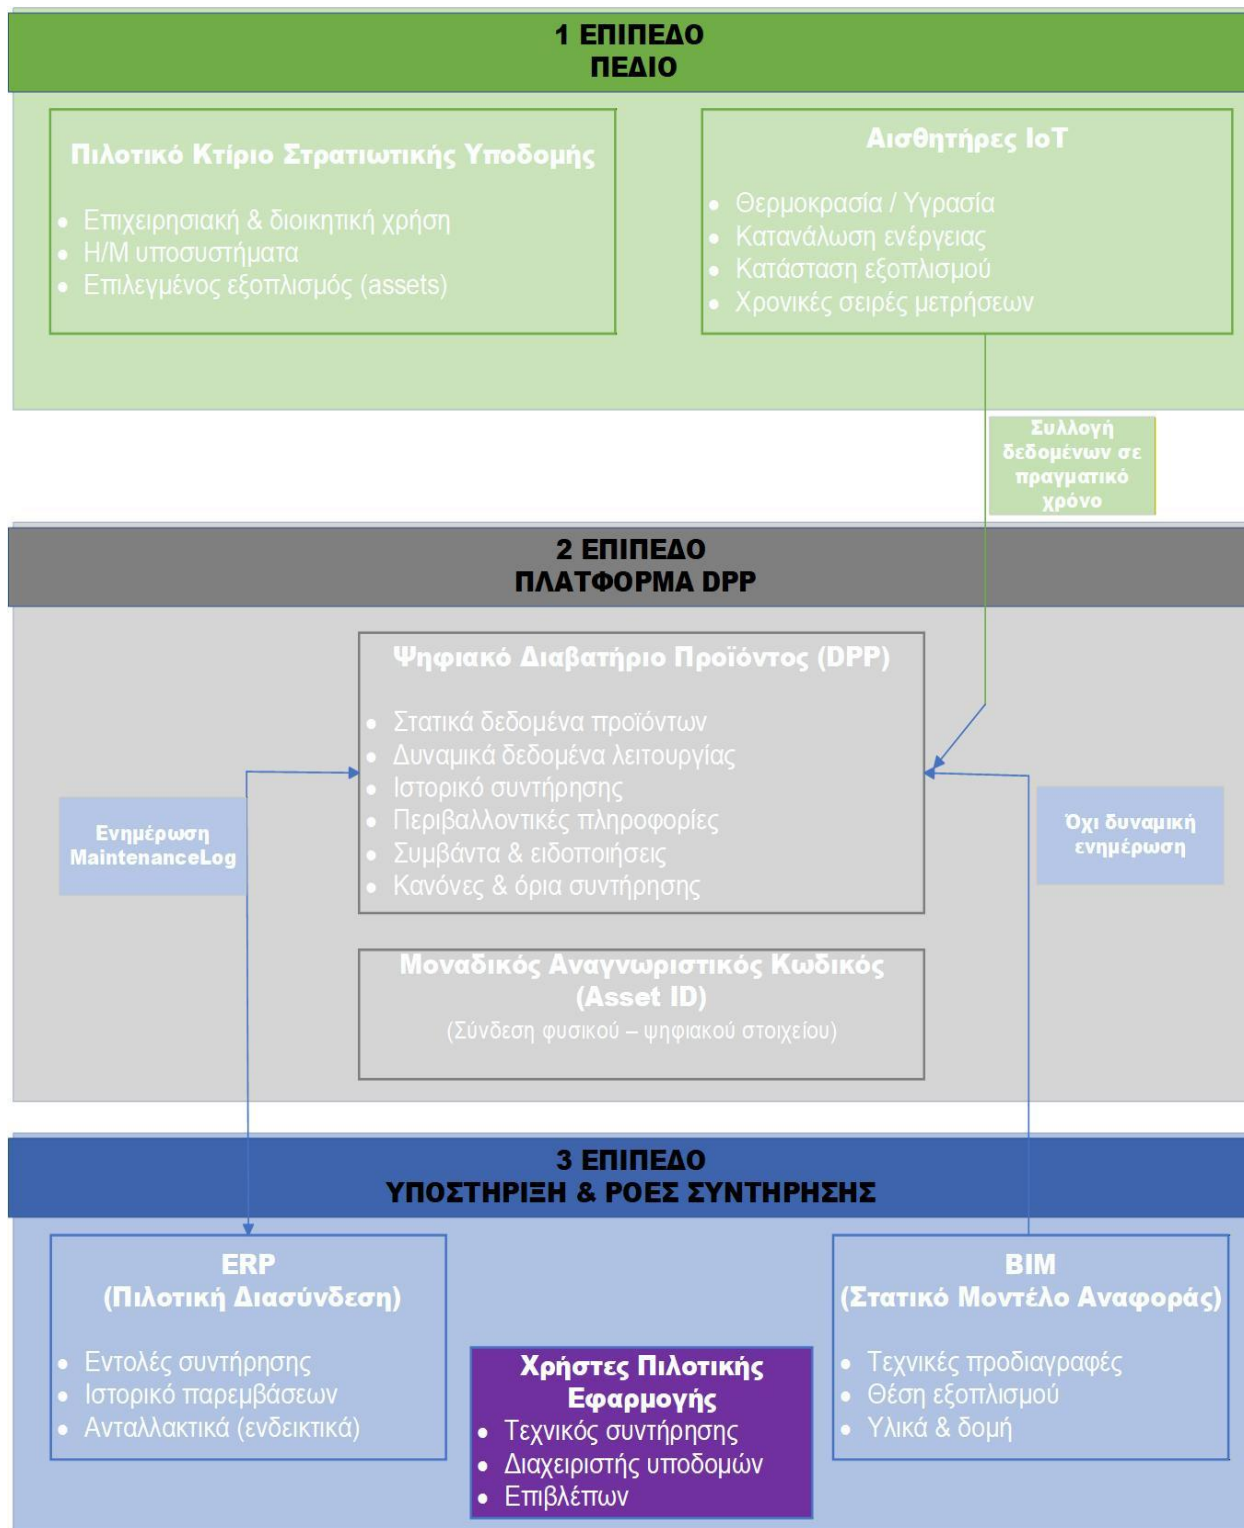 1 ΕΠΙΠΕΔΟ
ΠΕΔΙΟ
Πιλοτικό Κτίριο Στρατιωτικής Υποδομής
• Επιχειρησιακή & διοικητική χρήση
• Η/Μ υποσυστήματα
• Επιλεγμένος εξοπλισμός (assets)
Αισθητήρες IoT
• Θερμοκρασία / Υγρασία
• Κατανάλωση ενέργειας
• Κατάσταση εξοπλισμού
• Χρονικές σειρές μετρήσεων
Συλλογή
δεδομένων σε
πραγματικό
χρόνο
2 ΕΠΙΠΕΔΟ
ΠΛΑΤΦΟΡΜΑ DPP
Ψηφιακό Διαβατήριο Προϊόντος (DPP)
• Στατικά δεδομένα προϊόντων
• Δυναμικά δεδομένα λειτουργίας
• Ιστορικό συντήρησης
• Περιβαλλοντικές πληροφορίες
• Συμβάντα & ειδοποιήσεις
• Κανόνες & όρια συντήρησης
Ενημέρωση
MaintenanceLog
Όχι δυναμική
ενημέρωση
Μοναδικός Αναγνωριστικός Κωδικός
(Asset ID)
(Σύνδεση φυσικού – ψηφιακού στοιχείου)
3 ΕΠΙΠΕΔΟ
ΥΠΟΣΤΗΡΙΞΗ & ΡΟΕΣ ΣΥΝΤΗΡΗΣΗΣ
ERP
(Πιλοτική Διασύνδεση)
• Εντολές συντήρησης
• Ιστορικό παρεμβάσεων
• Ανταλλακτικά (ενδεικτικά)
Χρήστες Πιλοτικής
Εφαρμογής
• Τεχνικός συντήρησης
• Διαχειριστής υποδομών
• Επιβλέπων
BIM
(Στατικό Μοντέλο Αναφοράς)
• Τεχνικές προδιαγραφές
• Θέση εξοπλισμού
• Υλικά & δομή